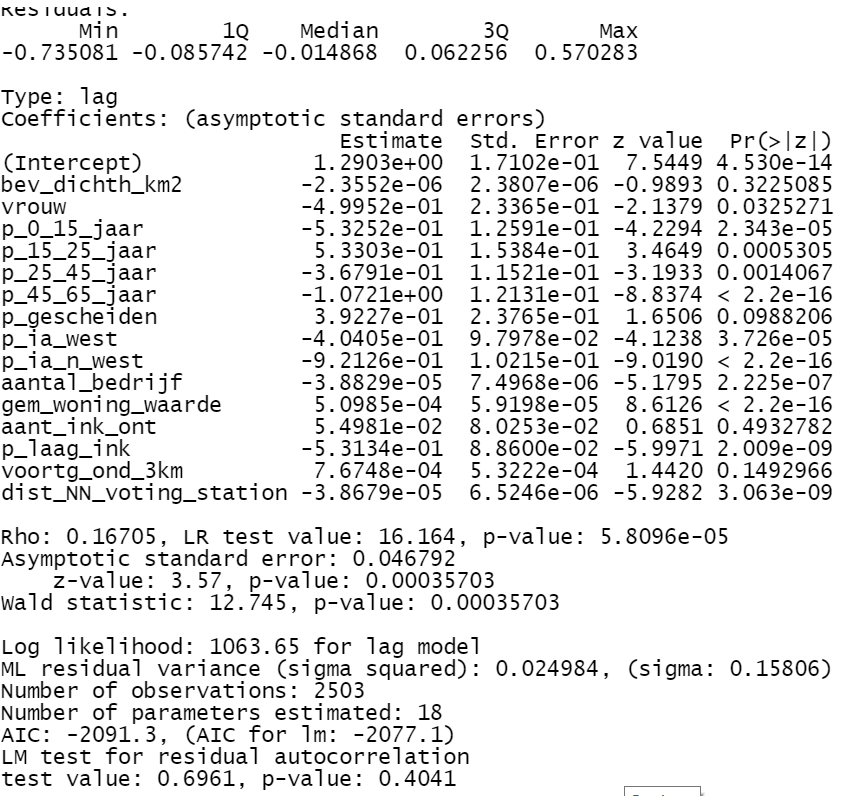 Residuals:
Min 1Q Median 3Q Max
-0.735081 -0.085742 -0.014868 0.062256 0.570283
Type: lag
Coefficients: (asymptotic standard errors)
Estimate Std. Error z value Pr(>|z|)
(Intercept) 1.2903e+00 1.7102e-01 7.5449 4.530e-14
bev_dichth_km2 -2.3552e-06 2.3807e-06 -0.9893 0.3225085
vrouw -4.9952e-01 2.3365e-01 -2.1379 0.0325271
p_0_15_jaar -5.3252e-01 1.2591e-01 -4.2294 2.343e-05
p_15_25_jaar 5.3303e-01 1.5384e-01 3.4649 0.0005305
p_25_45_jaar -3.6791e-01 1.1521e-01 -3.1933 0.0014067
p_45_65_jaar -1.0721e+00 1.2131e-01 -8.8374 < 2.2e-16
p_gescheiden 3.9227e-01 2.3765e-01 1.6506 0.0988206
p_ia_west -4.0405e-01 9.7978e-02 -4.1238 3.726e-05
p_ia_n_west -9.2126e-01 1.0215e-01 -9.0190 < 2.2e-16
aantal_bedrijf -3.8829e-05 7.4968e-06 -5.1795 2.225e-07
gem_woning_waarde 5.0985e-04 5.9198e-05 8.6126 < 2.2e-16
aant_ink_ont 5.4981e-02 8.0253e-02 0.6851 0.4932782
p_laag_ink -5.3134e-01 8.8600e-02 -5.9971 2.009e-09
voortg_ond_3km 7.6748e-04 5.3222e-04 1.4420 0.1492966
dist_NN_voting_station -3.8679e-05 6.5246e-06 -5.9282 3.063e-09
Rho: 0.16705, LR test value: 16.164, p-value: 5.8096e-05
Asymptotic standard error: 0.046792
z-value: 3.57, p-value: 0.00035703
Wald statistic: 12.745, p-value: 0.00035703
Log likelihood: 1063.65 for lag model
ML residual variance (sigma squared): 0.024984, (sigma: 0.15806)
Number of observations: 2503
Number of parameters estimated: 18
AIC: -2091.3, (AIC for lm: -2077.1)
LM test for residual autocorrelation
test value: 0.6961, p-value: 0.4041